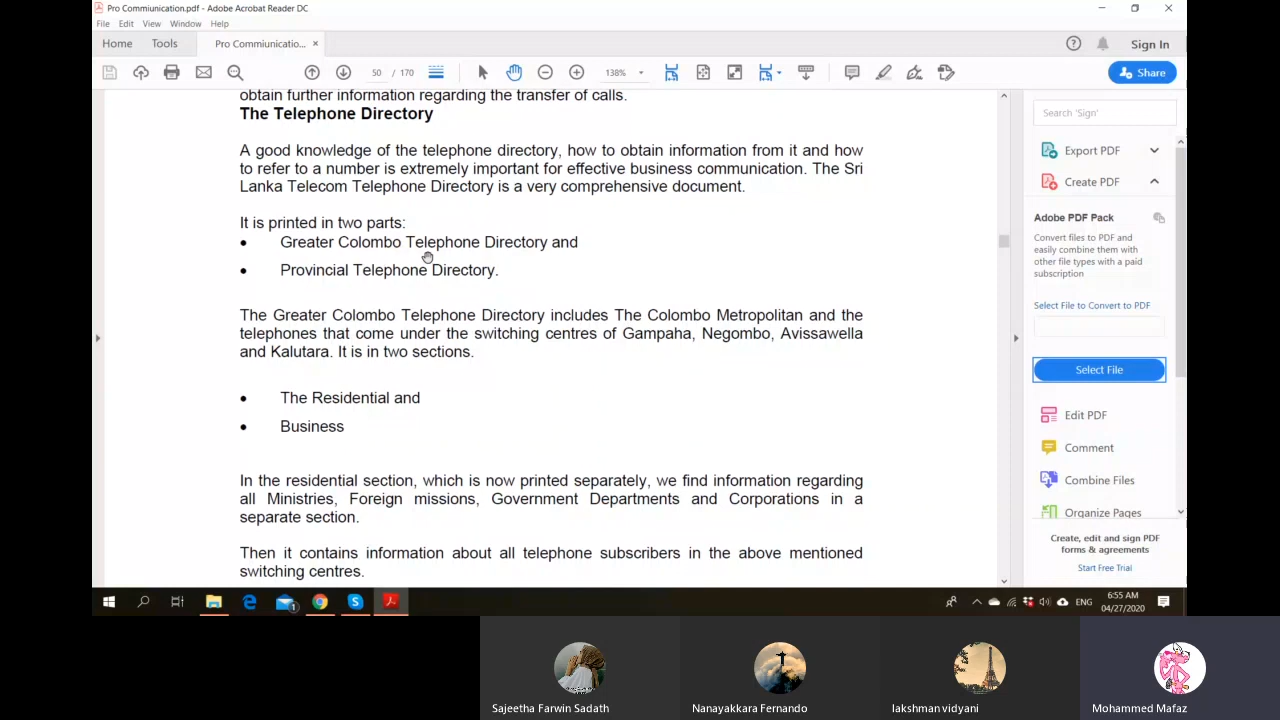 Pro Commiunication.pdf - Adobe Acrobat Reader DC
File Edit View Window Help
Home Tools Pro Commiunicatio... × Sign In
50 / 170 138% Share
obtain further information regarding the transfer of calls.
The Telephone Directory
A good knowledge of the telephone directory, how to obtain information from it and how
to refer to a number is extremely important for effective business communication. The Sri
Lanka Telecom Telephone Directory is a very comprehensive document.
It is printed in two parts:
• Greater Colombo Telephone Directory and
• Provincial Telephone Directory.
The Greater Colombo Telephone Directory includes The Colombo Metropolitan and the
telephones that come under the switching centres of Gampaha, Negombo, Avissawella
and Kalutara. It is in two sections.
• The Residential and
• Business
In the residential section, which is now printed separately, we find information regarding
all Ministries, Foreign missions, Government Departments and Corporations in a
separate section.
Then it contains information about all telephone subscribers in the above mentioned
switching centres.
Search 'Sign'
Export PDF
Create PDF
Adobe PDF Pack
Convert files to PDF and
easily combine them with
other file types with a paid
subscription
Select File to Convert to PDF
Select File
Edit PDF
Comment
Combine Files
Organize Pages
Create, edit and sign PDF
forms & agreements
Start Free Trial
1
ENG
6:55 AM
04/27/2020
Sajeetha Farwin Sadath
Nanayakkara Fernando
lakshman vidyani
Mohammed Mafaz